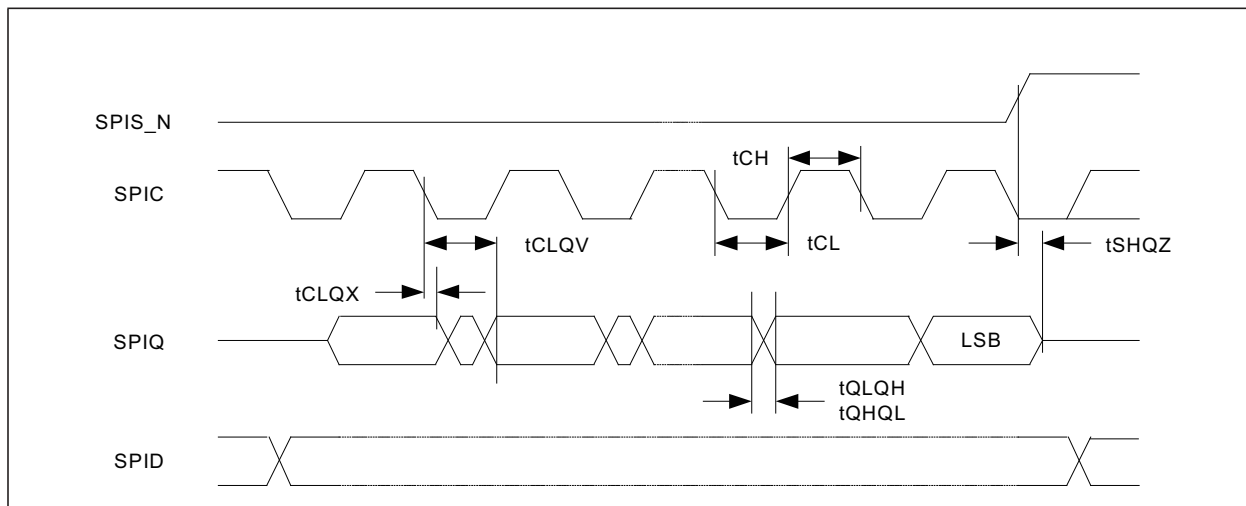 SPIS_N
tCH
SPIC
tCLQV
tCL
tSHQZ
tCLQX
SPIQ
LSB
tQLQH
tQHQL
SPID